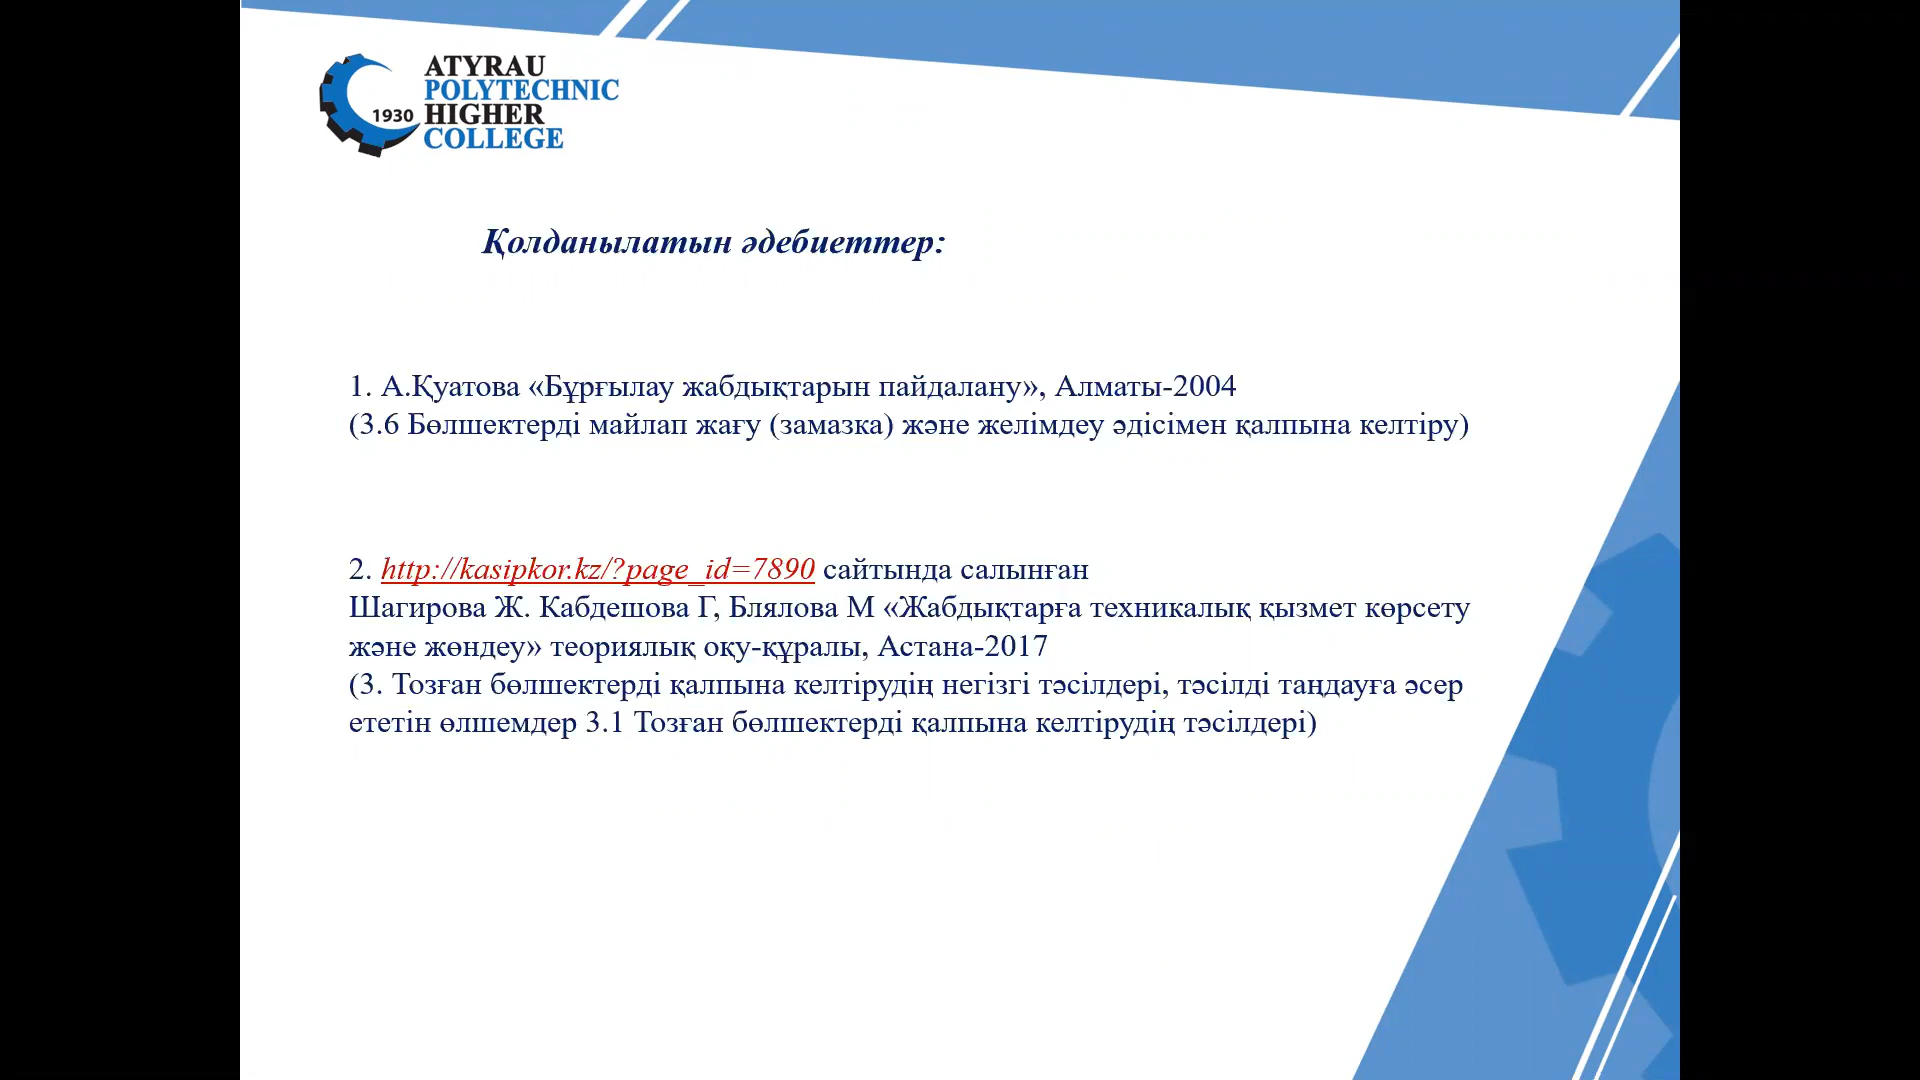 ATYRAU
POLYTECHNIC
1930 HIGHER
COLLEGE
Қолданылатын әдебиеттер:
1. А.Қуатова «Бұрғылау жабдықтарын пайдалану», Алматы-2004
(3.6 Бөлшектерді майлап жағу (замазка) және желімдеу әдісімен қалпына келтіру)
2. http://kasipkor.kz/?page_id=7890 сайтында салынған
Шагирова Ж. Кабдешова Г, Блялова М «Жабдықтарға техникалық қызмет көрсету
және жөндеу» теориялық оқу-құралы, Астана-2017
(3. Тозған бөлшектерді қалпына келтірудің негізгі тәсілдері, тәсілді таңдауға әсер
ететін өлшемдер 3.1 Тозған бөлшектерді қалпына келтірудің тәсілдері)